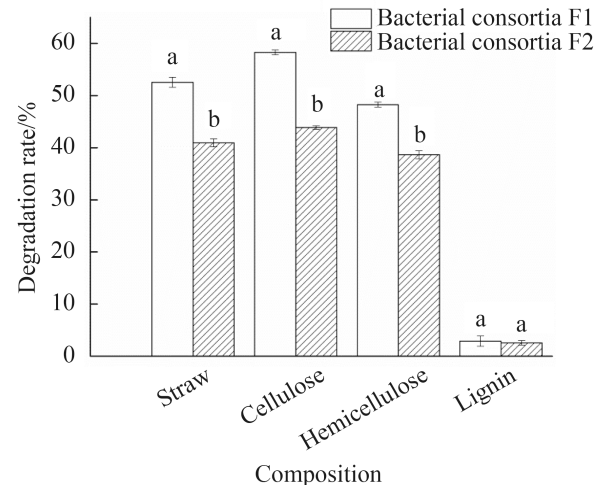 Bacterial consortia F1
Bacterial consortia F2
Degradation rate/%
60
50
40
30
20
10
0
a
b
a
b
a
b
a
a
Straw
Cellulose
Hemicellulose
Lignin
Composition